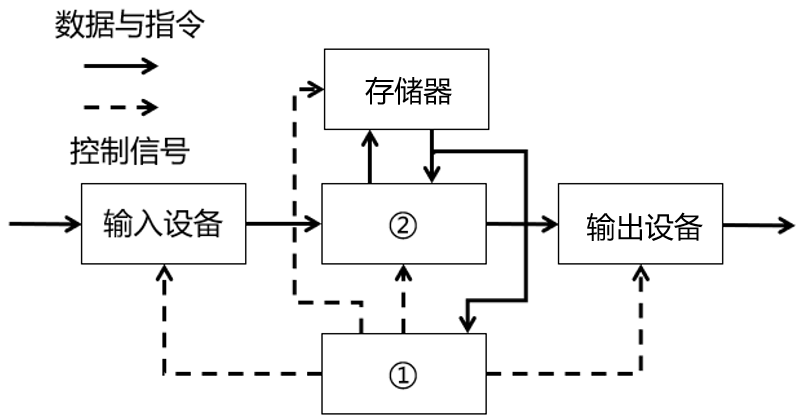 数据与指令
控制信号
存储器
输入设备
②
输出设备
①